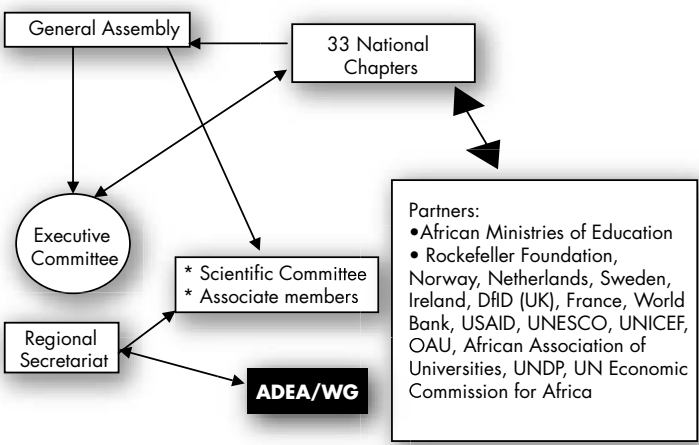 General Assembly
33 National
Chapters
Executive
Committee
* Scientific Committee
* Associate members
Regional
Secretariat
ADEA/WG
Partners:
•African Ministries of Education
• Rockefeller Foundation,
Norway, Netherlands, Sweden,
Ireland, DfID (UK), France, World
Bank, USAID, UNESCO, UNICEF,
OAU, African Association of
Universities, UNDP, UN Economic
Commission for Africa